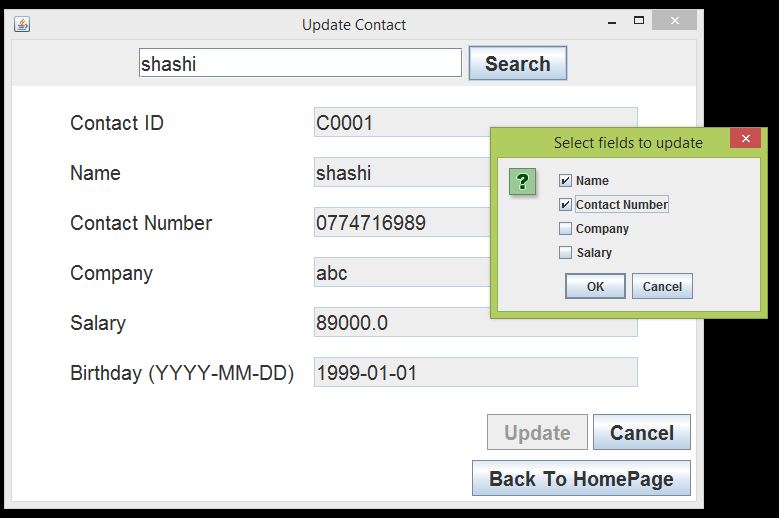 Update Contact
shashi Search
Contact ID C0001
Name shashi
Contact Number 0774716989
Company abc
Salary 89000.0
Birthday (YYYY-MM-DD) 1999-01-01
Update Cancel
Back To HomePage
Select fields to update
?
Name
Contact Number
Company
Salary
OK Cancel